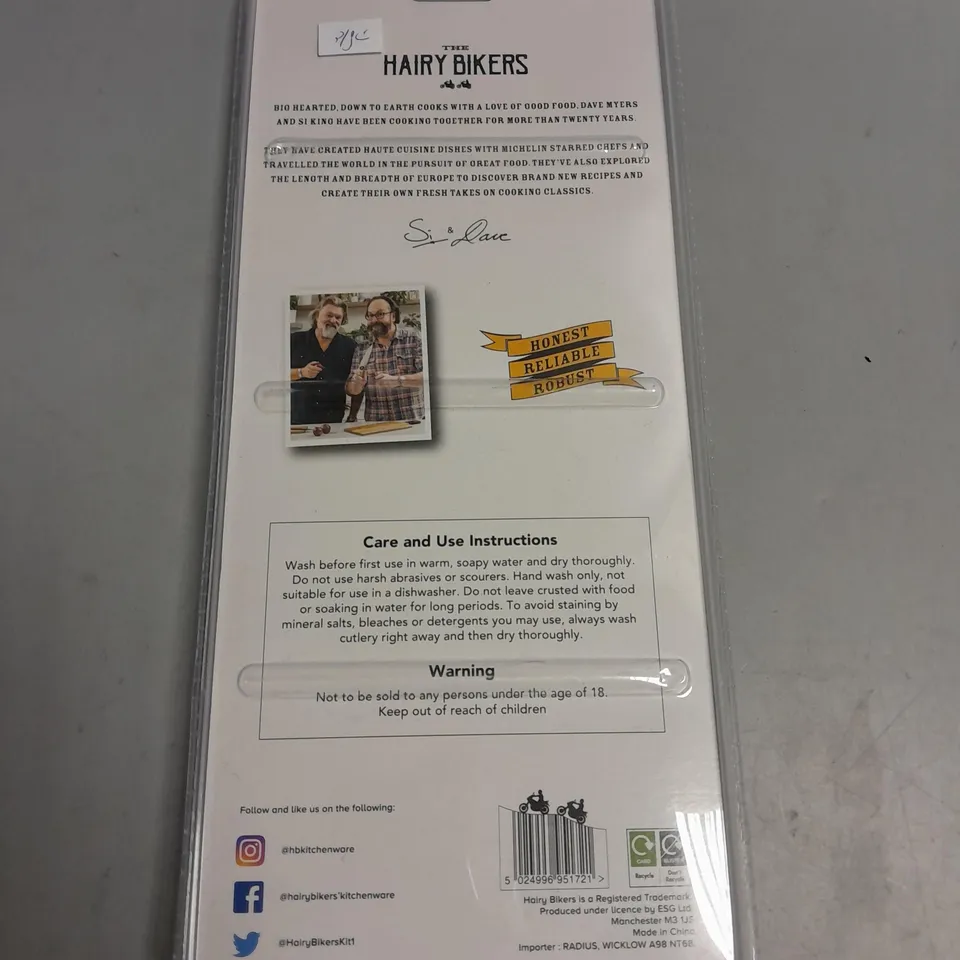 THE
HAIRY BIKERS
BIG HEARTED, DOWN TO EARTH COOKS WITH A LOVE OF GOOD FOOD, DAVE MYERS
AND SI KING HAVE BEEN COOKING TOGETHER FOR MORE THAN TWENTY YEARS.
THEY HAVE CREATED HAUTE CUISINE DISHES WITH MICHELIN STARRED CHEFS AND
TRAVELLED THE WORLD IN THE PURSUIT OF GREAT FOOD. THEY'VE ALSO EXPLORED
THE LENGTH AND BREADTH OF EUROPE TO DISCOVER BRAND NEW RECIPES AND
CREATE THEIR OWN FRESH TAKES ON COOKING CLASSICS.
Si & Dave
HONEST
RELIABLE
ROBUST
Care and Use Instructions
Wash before first use in warm, soapy water and dry thoroughly.
Do not use harsh abrasives or scourers. Hand wash only, not
suitable for use in a dishwasher. Do not leave crusted with food
or soaking in water for long periods. To avoid staining by
mineral salts, bleaches or detergents you may use, always wash
cutlery right away and then dry thoroughly.
Warning
Not to be sold to any persons under the age of 18.
Keep out of reach of children
Follow and like us on the following:
@hbkitchenware
@hairybikers'kitchenware
@HairyBikersKit1
5 024996 951721 >
CARD
Recycle
Don't
Recycle
Hairy Bikers is a Registered Trademark.
Produced under licence by ESG Ltd.
Manchester M3
Made in China
Importer : RADIUS, WICKLOW A98 NT68.